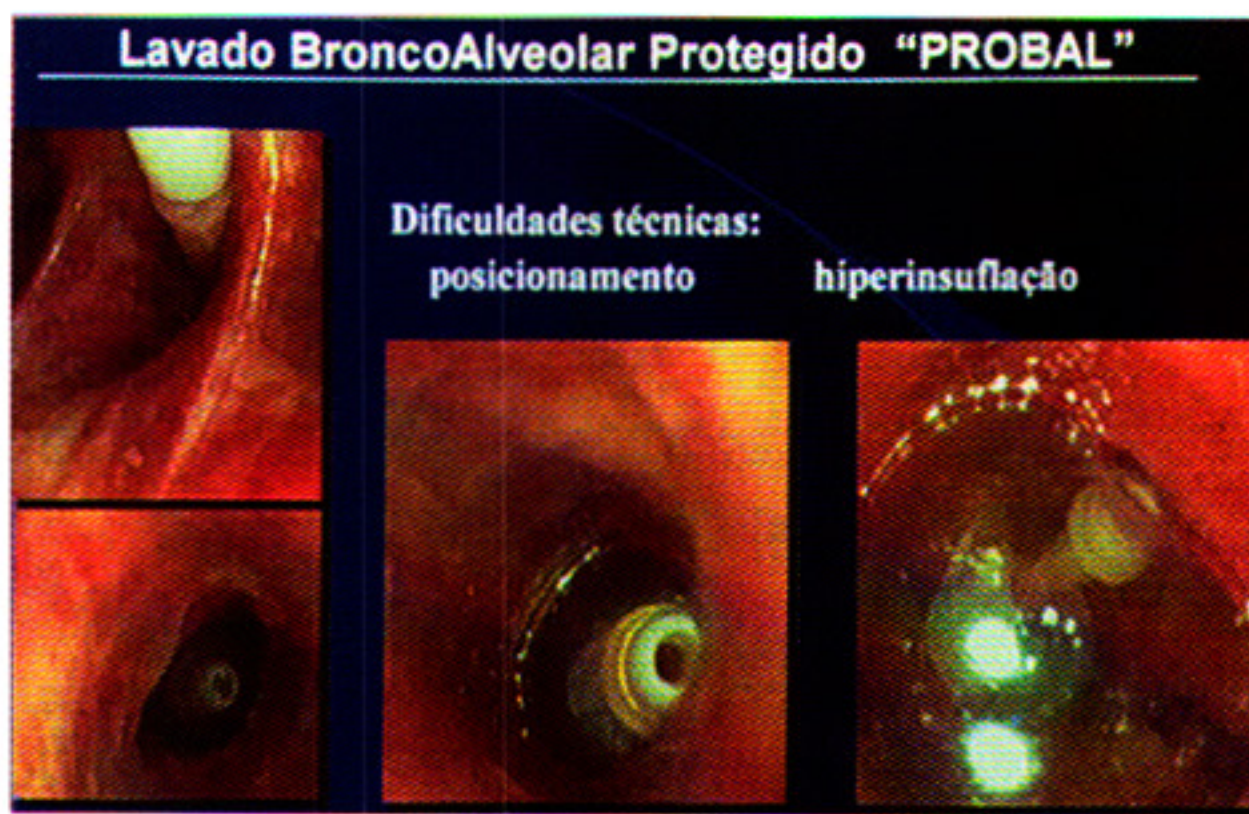 Lavado BroncoAlveolar Protegido “PROBAL”
Dificuldades técnicas:
posicionamento hiperinsuflação